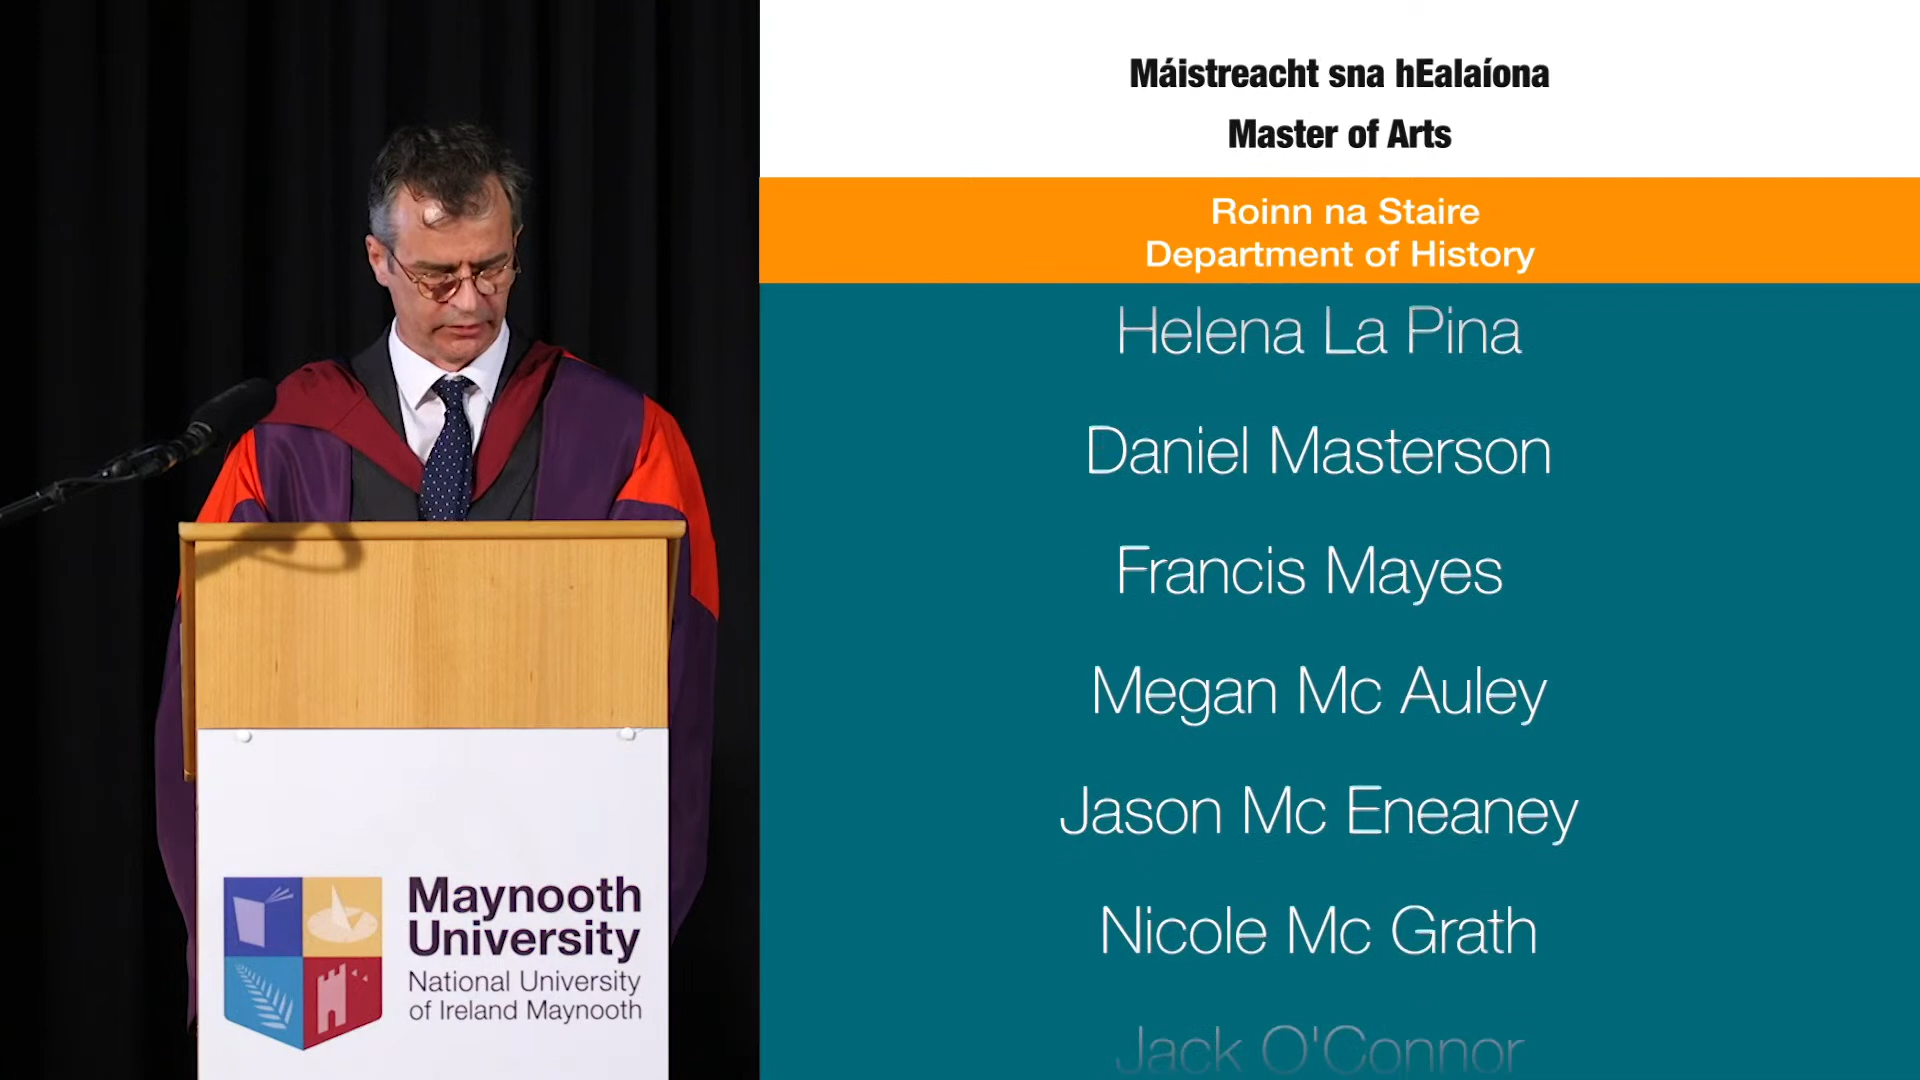 Máistreacht sna hEalaíona
Master of Arts
Roinn na Staire
Department of History
Helena La Pina
Daniel Masterson
Francis Mayes
Megan Mc Auley
Jason Mc Eneaney
Nicole Mc Grath
Jack O'Connor
Maynooth
University
National University
of Ireland Maynooth